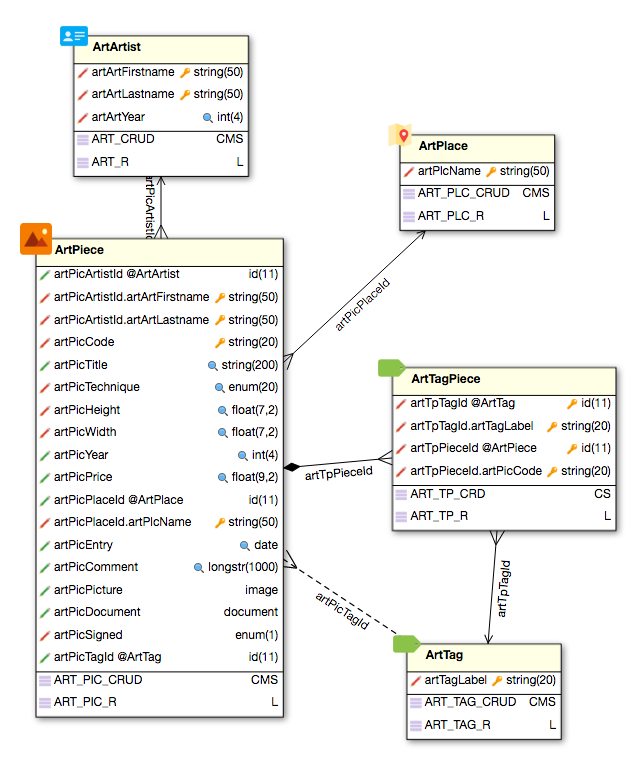 ArtArtist
artArtFirstname string(50)
artArtLastname string(50)
artArtYear int(4)
ART_CRUD CMS
ART_R L
artPicArtistId
ArtPlace
artPlcName string(50)
ART_PLC_CRUD CMS
ART_PLC_R L
ArtPiece
artPicArtistId @ArtArtist id(11)
artPicArtistId.artArtFirstname string(50)
artPicArtistId.artArtLastname string(50)
artPicCode string(20)
artPicTitle string(200)
artPicTechnique enum(20)
artPicHeight float(7,2)
artPicWidth float(7,2)
artPicYear int(4)
artPicPrice float(9,2)
artPicPlaceId @ArtPlace id(11)
artPicPlaceId.artPlcName string(50)
artPicEntry date
artPicComment longstr(1000)
artPicPicture image
artPicDocument document
artPicSigned enum(1)
artPicTagId @ArtTag id(11)
ART_PIC_CRUD CMS
ART_PIC_R L
artPicPlaceId
ArtTagPiece
artTpTagId @ArtTag id(11)
artTpTagId.artTagLabel string(20)
artTpPieceId @ArtPiece id(11)
artTpPieceId.artPicCode string(20)
ART_TP_CRD CS
ART_TP_R L
artTpPieceId
artTpTagId
artPicTagId
ArtTag
artTagLabel string(20)
ART_TAG_CRUD CMS
ART_TAG_R L